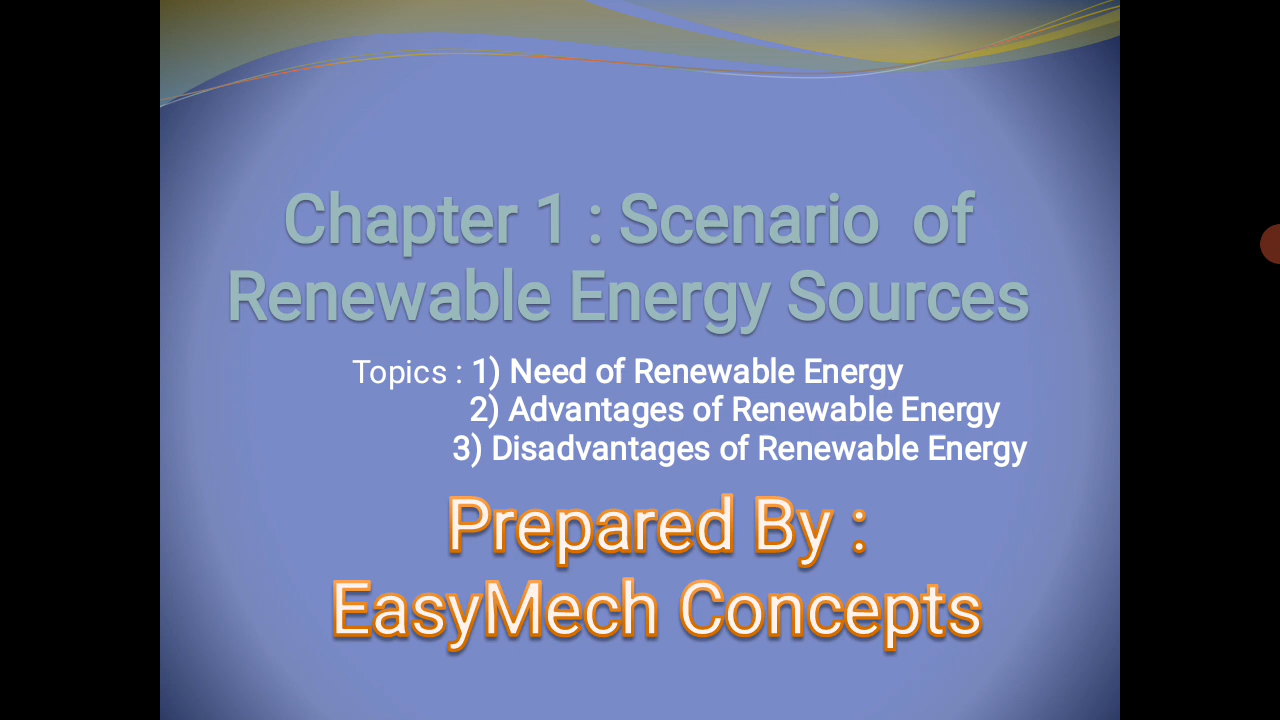 Chapter 1 : Scenario  of
Renewable Energy Sources
Topics : 1) Need of Renewable Energy
2) Advantages of Renewable Energy
3) Disadvantages of Renewable Energy
Prepared By :
EasyMech Concepts